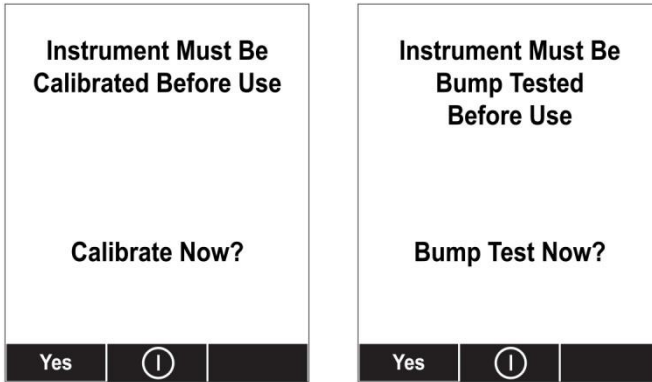 Instrument Must Be
Calibrated Before Use
Calibrate Now?
Yes
Instrument Must Be
Bump Tested
Before Use
Bump Test Now?
Yes